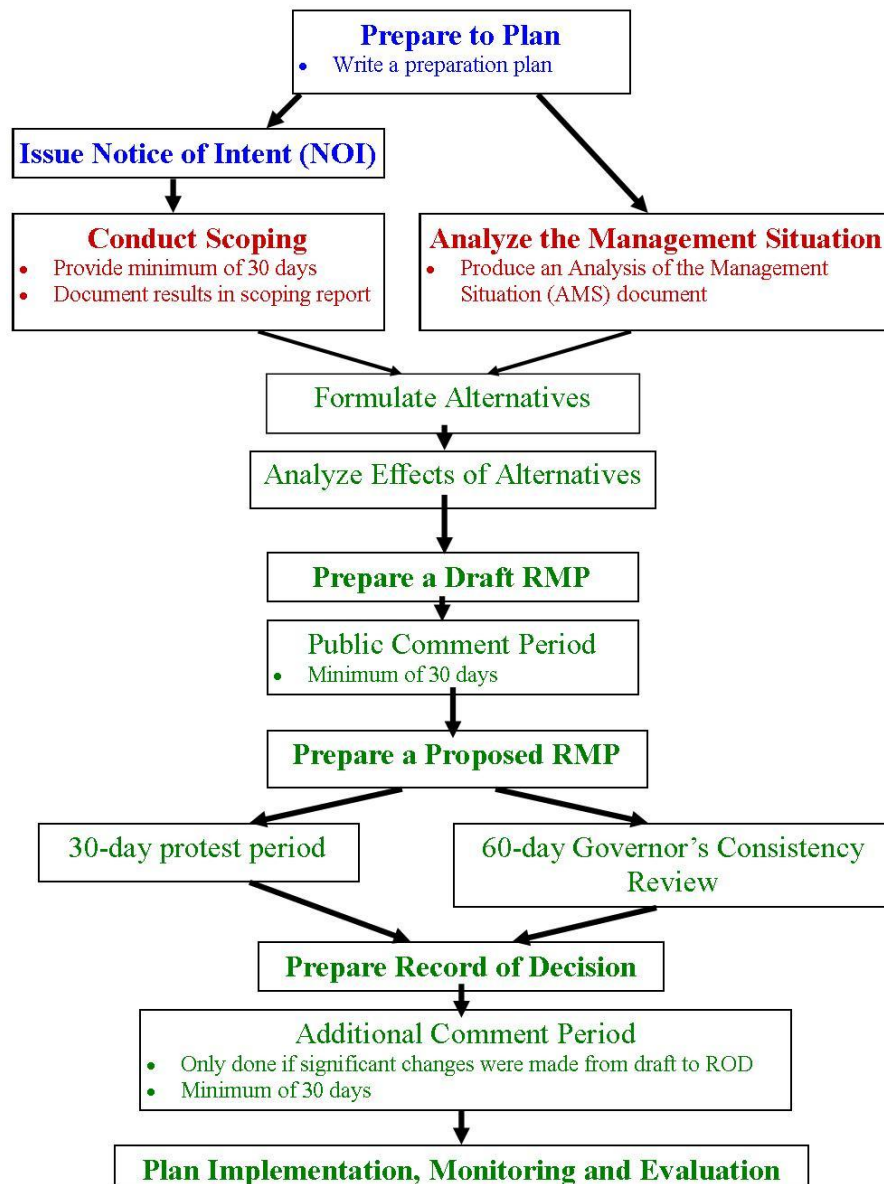 Prepare to Plan
• Write a preparation plan
Issue Notice of Intent (NOI)
Conduct Scoping
• Provide minimum of 30 days
• Document results in scoping report
Analyze the Management Situation
• Produce an Analysis of the Management
Situation (AMS) document
Formulate Alternatives
Analyze Effects of Alternatives
Prepare a Draft RMP
Public Comment Period
• Minimum of 30 days
Prepare a Proposed RMP
30-day protest period
60-day Governor's Consistency
Review
Prepare Record of Decision
Additional Comment Period
• Only done if significant changes were made from draft to ROD
• Minimum of 30 days
Plan Implementation, Monitoring and Evaluation